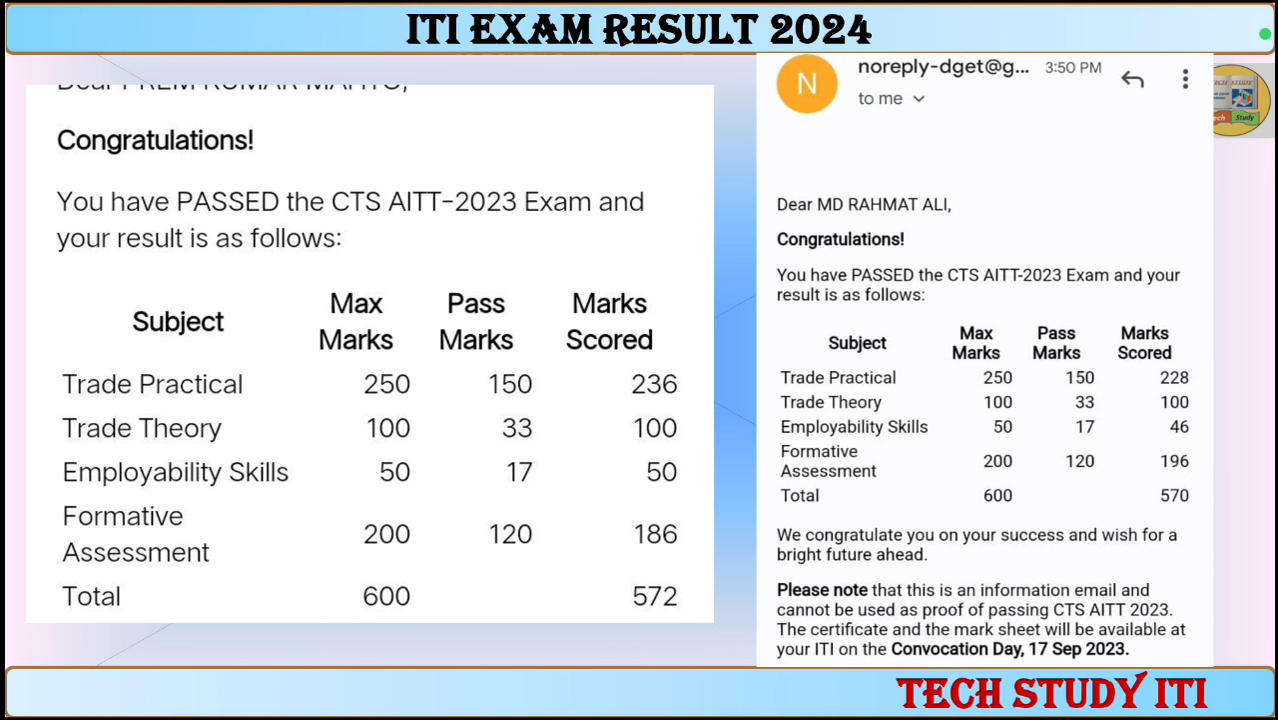 ITI EXAM RESULT 2024
Dear PREM KUMAR MAHTO,
Congratulations!
You have PASSED the CTS AITT-2023 Exam and
your result is as follows:
Subject Max Marks Pass Marks Marks Scored
Trade Practical 250 150 236
Trade Theory 100 33 100
Employability Skills 50 17 50
Formative Assessment 200 120 186
Total 600 572
N
noreply-dget@g... 3:50 PM
to me
Dear MD RAHMAT ALI,
Congratulations!
You have PASSED the CTS AITT-2023 Exam and your
result is as follows:
Subject Max Marks Pass Marks Marks Scored
Trade Practical 250 150 228
Trade Theory 100 33 100
Employability Skills 50 17 46
Formative Assessment 200 120 196
Total 600 570
We congratulate you on your success and wish for a
bright future ahead.
Please note that this is an information email and
cannot be used as proof of passing CTS AITT 2023.
The certificate and the mark sheet will be available at
your ITI on the Convocation Day, 17 Sep 2023.
Study
TECH STUDY ITI